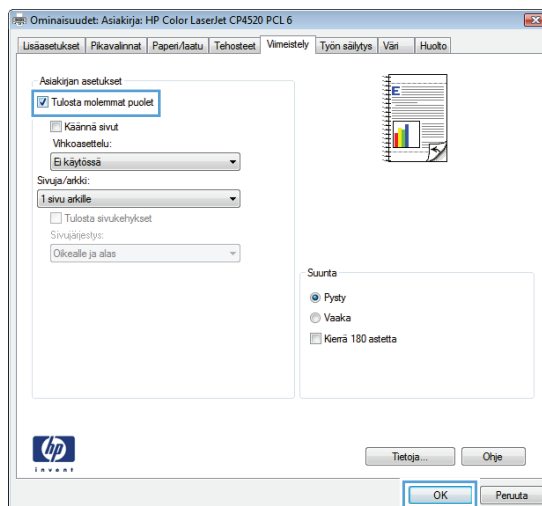 Ominaisuudet: Asiakirja: HP Color LaserJet CP4520 PCL 6
Lisäasetukset Pikavalinnat Paperi/laatu Tehosteet Viimeistely Työn säilytys Väri Huolto
Asiakirjan asetukset
Tulosta molemmat puolet
Käännä sivut
Vihkoasettelu:
Ei käytössä
Sivuja/arkki:
1 sivu arkille
Tulosta sivukehykset
Sivujärjestys:
Oikealle ja alas
E
Suunta
Pysty
Vaaka
Kierrä 180 astetta
hp
invent
Tietoja... Ohje
OK Peruuta